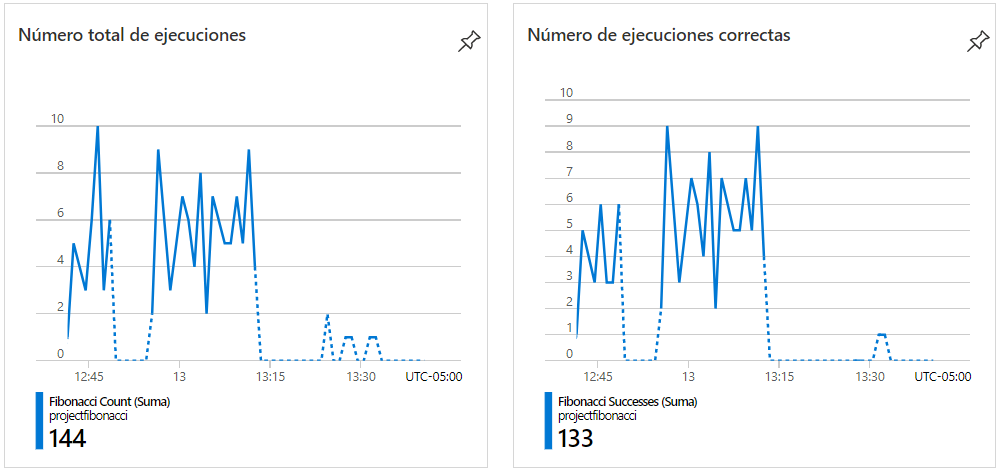 Número total de ejecuciones
10
8
6
4
2
0
12:45 13 13:15 13:30 UTC-05:00
Fibonacci Count (Suma)
projectfibonacci
144
Número de ejecuciones correctas
10
9
8
7
6
5
4
3
2
1
0
12:45 13 13:15 13:30 UTC-05:00
Fibonacci Successes (Suma)
projectfibonacci
133